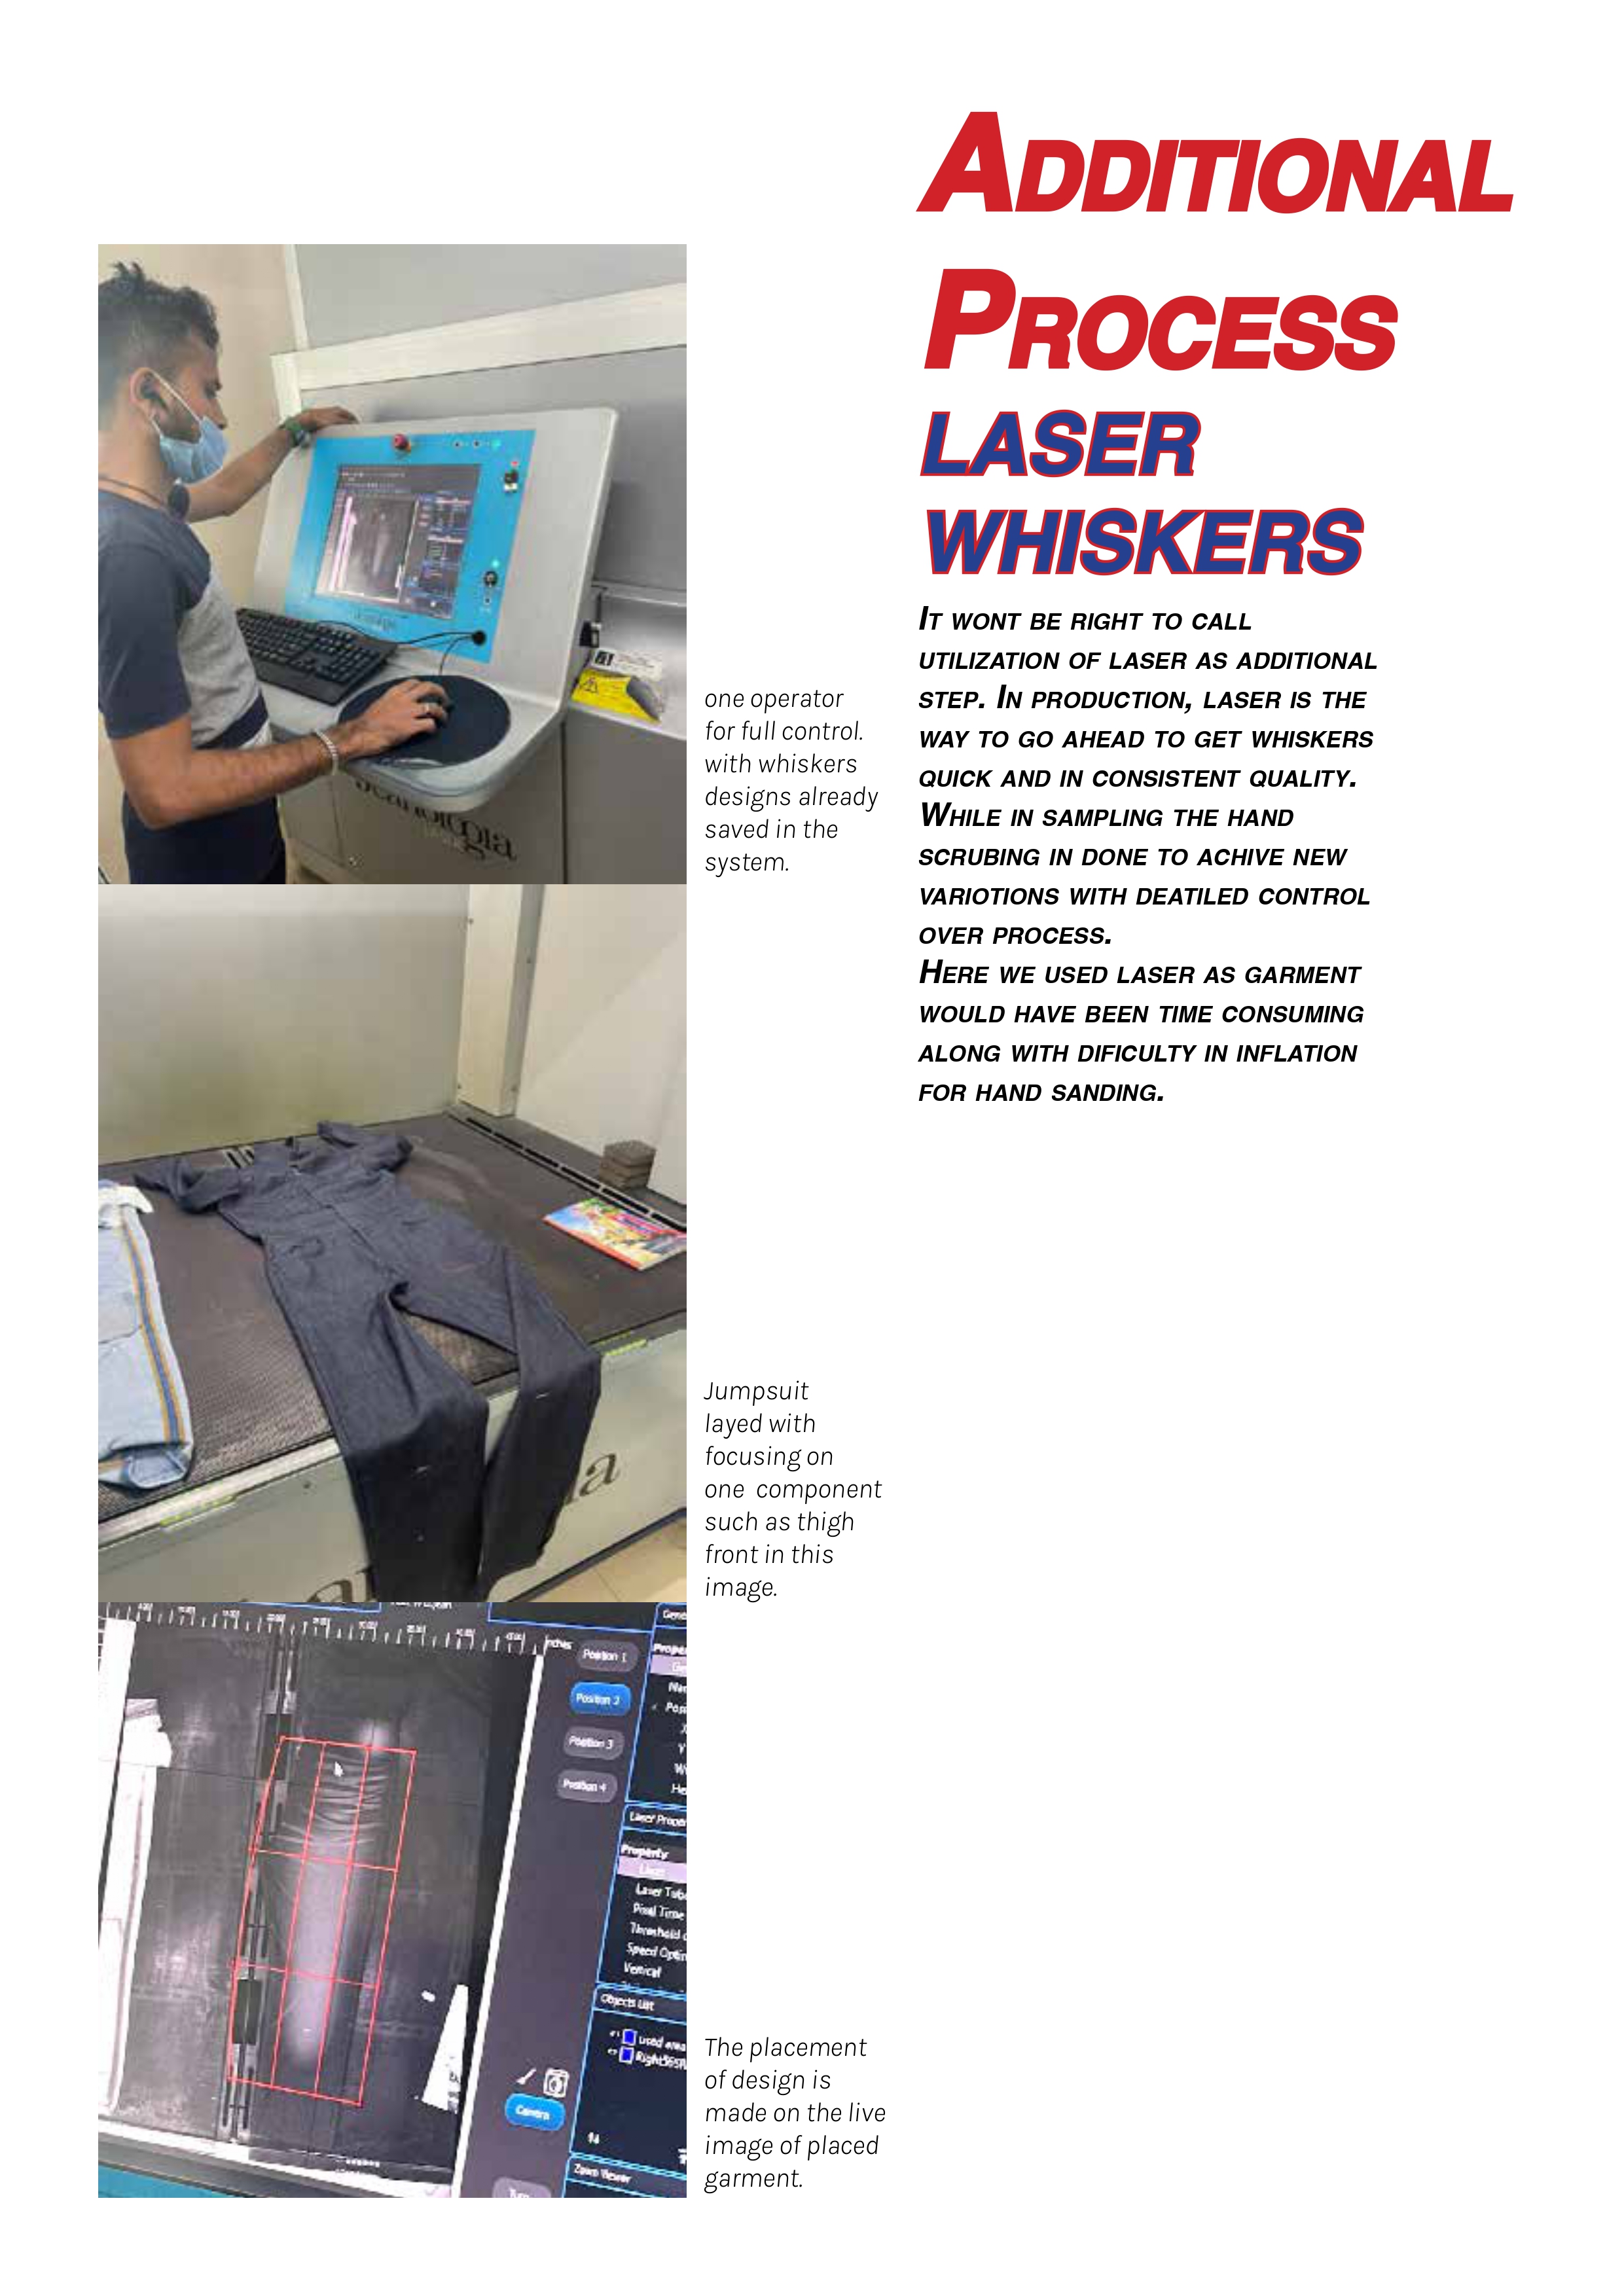 Additional
Process
LASER
WHISKERS
It wont be right to call
utilization of laser as additional
step. In production, laser is the
way to go ahead to get whiskers
quick and in consistent quality.
While in sampling the hand
scrubing in done to achive new
variotions with deatiled control
over process.
Here we used laser as garment
would have been time consuming
along with dificulty in inflation
for hand sanding.
one operator
for full control.
with whiskers
designs already
saved in the
system.
Jumpsuit
layed with
focusing on
one component
such as thigh
front in this
image.
inches
Position 1
Position 2
Position 3
Position 4
Laser Proper
Property
Laser
Laser Tub
Pixel Time
Threshold
Speed Optim
Vertical
Objects List
used area
Camera
Zoom Viewer
The placement
of design is
made on the live
image of placed
garment.